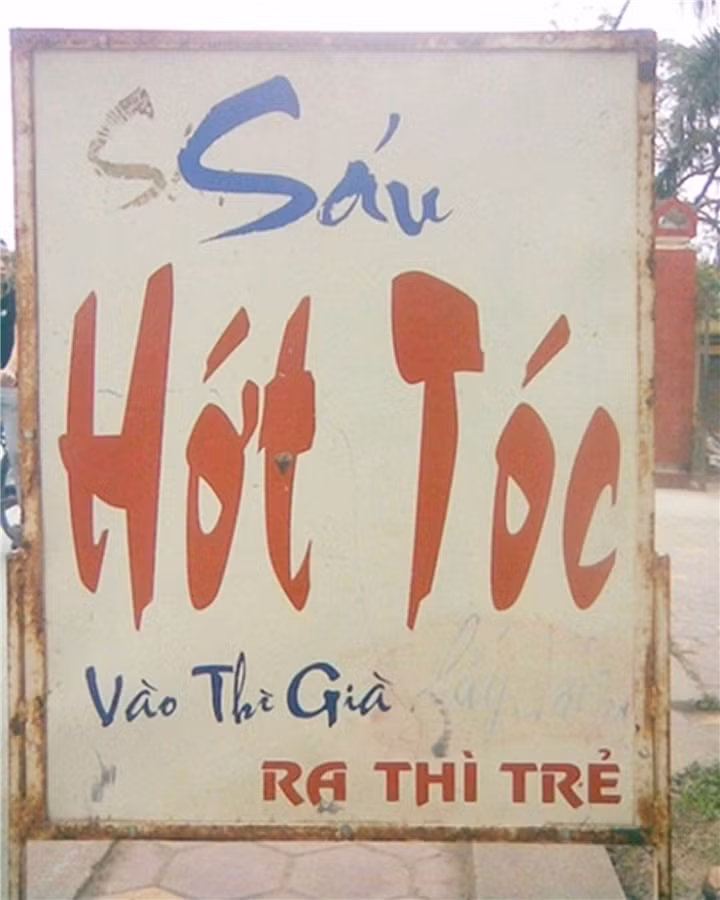 Sáu
Hớt Tóc
Vào Thì Già
RA THÌ TRẺ